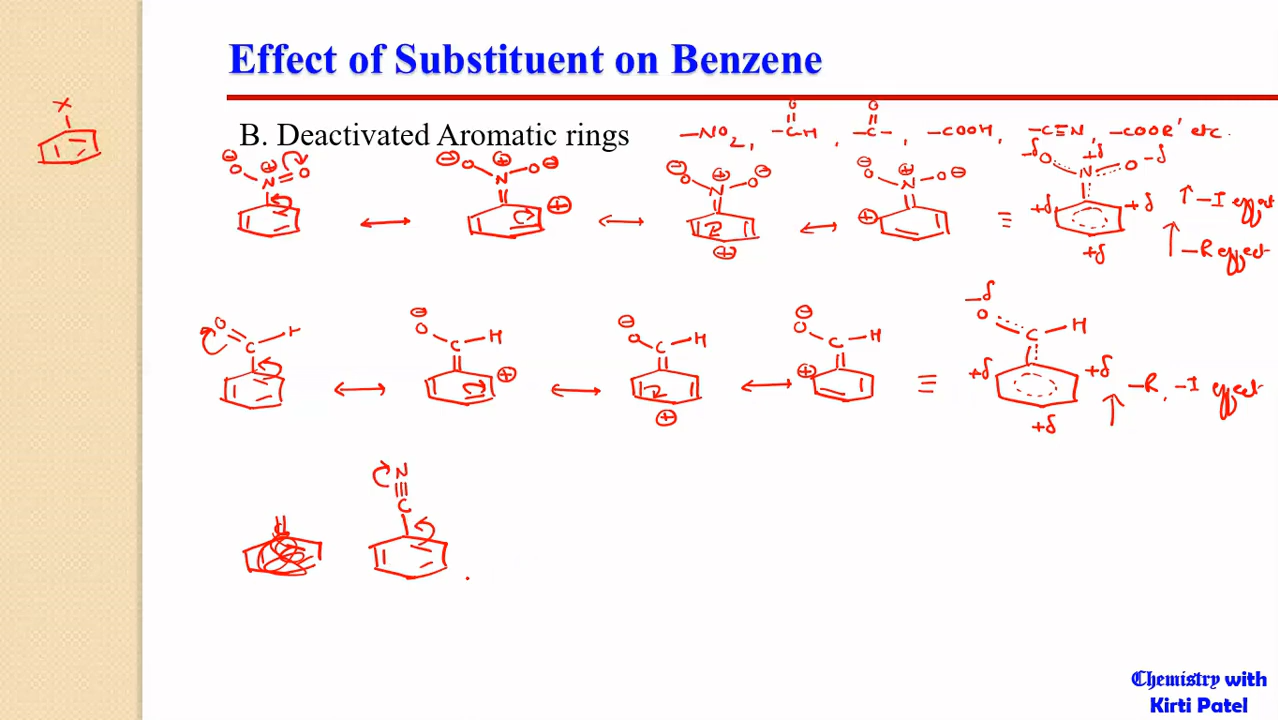 Effect of Substituent on Benzene
X
B. Deactivated Aromatic rings
–NO2, –C(=O)H, –C(=O)–, –COOH, –C≡N, –COOR' etc.
⊖ O N ⊕ O
⊖ O N ⊕ O ⊖ ⊕
⊖ O N ⊕ O ⊖ ⊕
⊖ O N ⊕ O ⊖ ⊕
≡
-δ O N +δ O -δ
+δ +δ
+δ
↑ -I effect
↑ -R effect
O C H
⊖ O C H ⊕
⊖ O C H ⊕
⊖ O C H ⊕
≡
-δ
O C H
+δ +δ
+δ
↑ -R, -I effect
N
C
Chemistry with
Kirti Patel